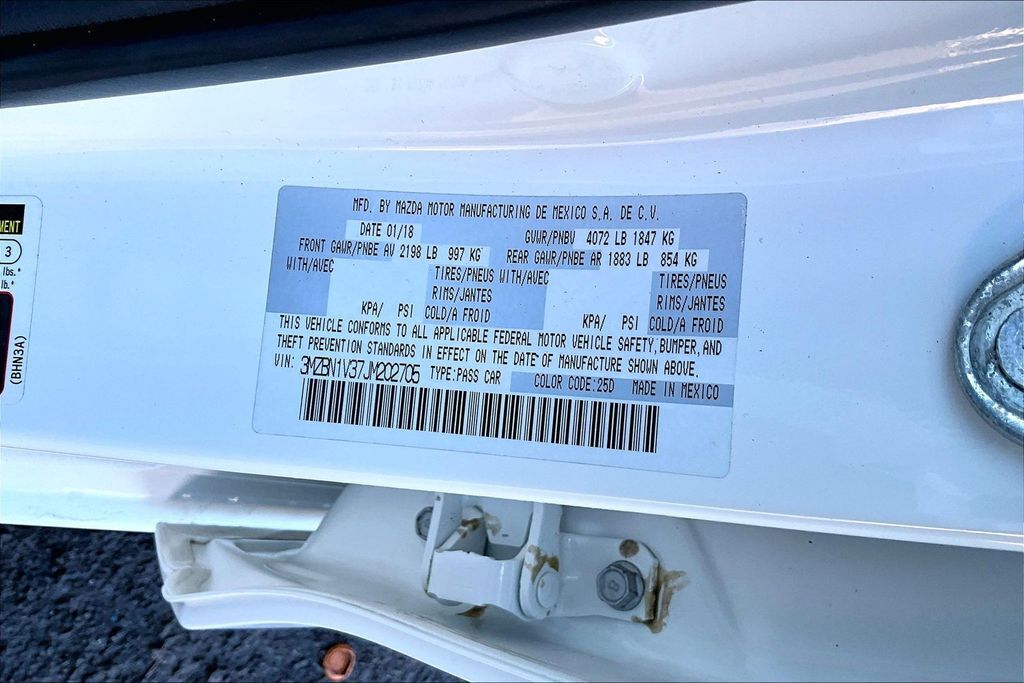 MFD. BY MAZDA MOTOR MANUFACTURING DE MEXICO S.A. DE C.V.
DATE 01/18 GVWR/PNBV 4072 LB 1847 KG
FRONT GAWR/PNBE AV 2198 LB 997 KG REAR GAWR/PNBE AR 1883 LB 854 KG
WITH/AVEC TIRES/PNEUS WITH/AVEC TIRES/PNEUS
RIMS/JANTES RIMS/JANTES
KPA/ PSI COLD/A FROID KPA/ PSI COLD/A FROID
THIS VEHICLE CONFORMS TO ALL APPLICABLE FEDERAL MOTOR VEHICLE SAFETY, BUMPER, AND
THEFT PREVENTION STANDARDS IN EFFECT ON THE DATE OF MANUFACTURE SHOWN ABOVE.
VIN: 3MZBN1V37JM202705 TYPE:PASS CAR COLOR CODE:25D MADE IN MEXICO
MENT
3
lbs.*
lb.*
(BHN3A)